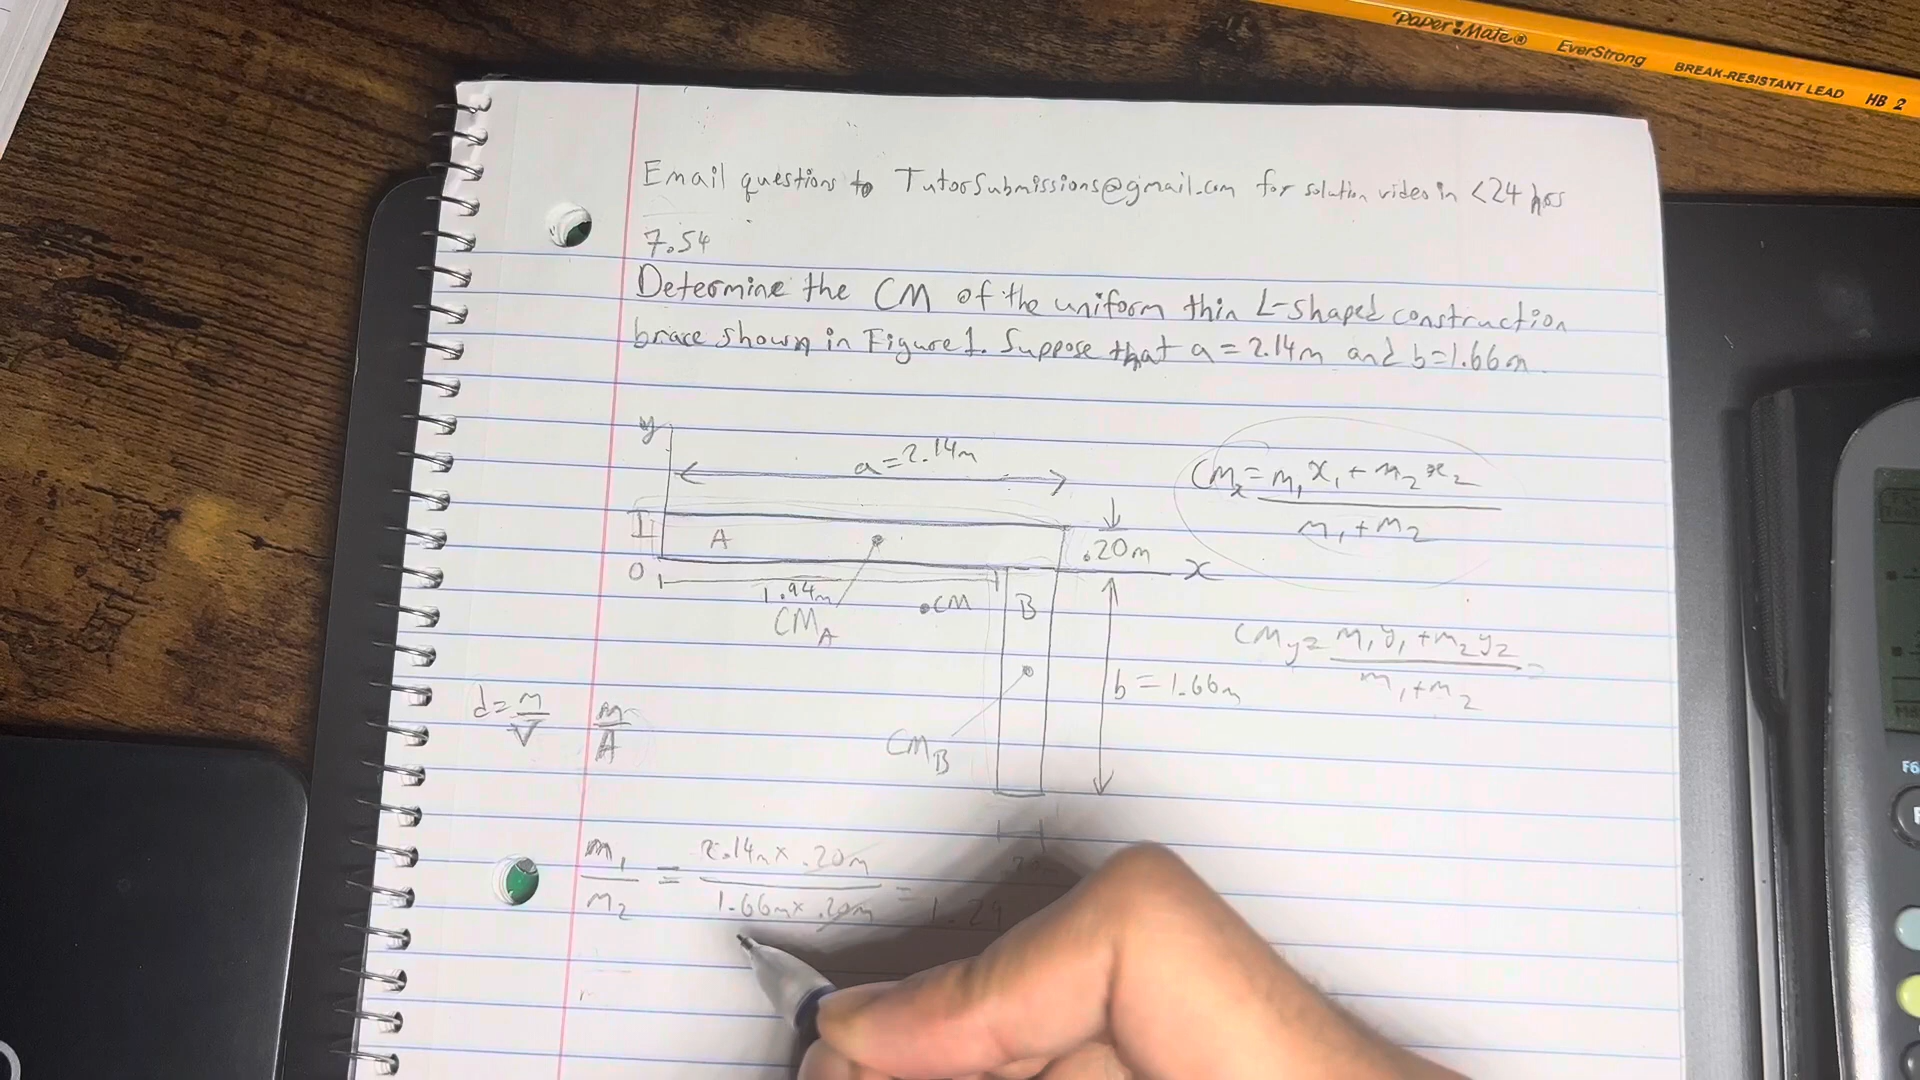 Paper Mate® EverStrong BREAK-RESISTANT LEAD HB 2
Email questions to TutorSubmissions@gmail.com for solution video in <24 hrs
7.54
Determine the CM of the uniform thin L-shaped construction
brace shown in Figure 1. Suppose that a = 2.14m and b = 1.66m
y
a = 2.14m
CMx = m1x1 + m2x2
m1 + m2
A
.20m
x
O
1.94m
CM
B
CMA
CMy = m1y1 + m2y2 =
m1 + m2
b = 1.66m
d = m/V m/A
CMB
m1/m2 = 2.14m x .20m / 1.66m x .20m = 1.29
F6